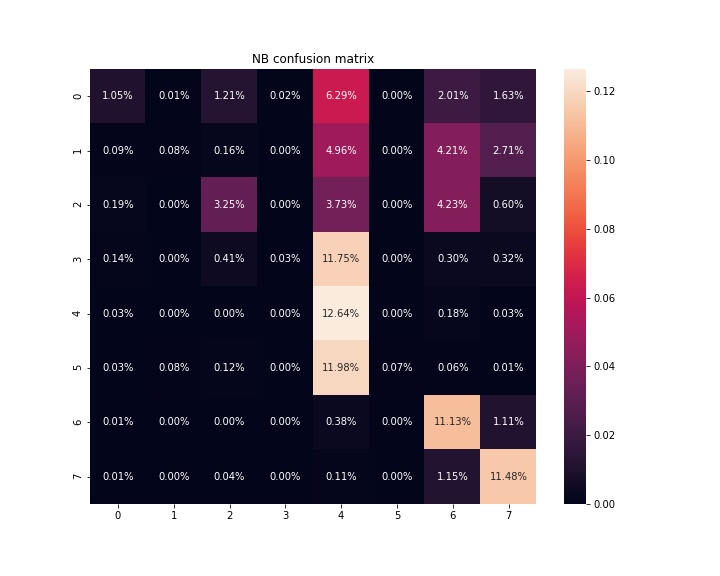 NB confusion matrix
0 1.05% 0.01% 1.21% 0.02% 6.29% 0.00% 2.01% 1.63%
1 0.09% 0.08% 0.16% 0.00% 4.96% 0.00% 4.21% 2.71%
2 0.19% 0.00% 3.25% 0.00% 3.73% 0.00% 4.23% 0.60%
3 0.14% 0.00% 0.41% 0.03% 11.75% 0.00% 0.30% 0.32%
4 0.03% 0.00% 0.00% 0.00% 12.64% 0.00% 0.18% 0.03%
5 0.03% 0.08% 0.12% 0.00% 11.98% 0.07% 0.06% 0.01%
6 0.01% 0.00% 0.00% 0.00% 0.38% 0.00% 11.13% 1.11%
7 0.01% 0.00% 0.04% 0.00% 0.11% 0.00% 1.15% 11.48%
0 1 2 3 4 5 6 7
0.12
0.10
0.08
0.06
0.04
0.02
0.00